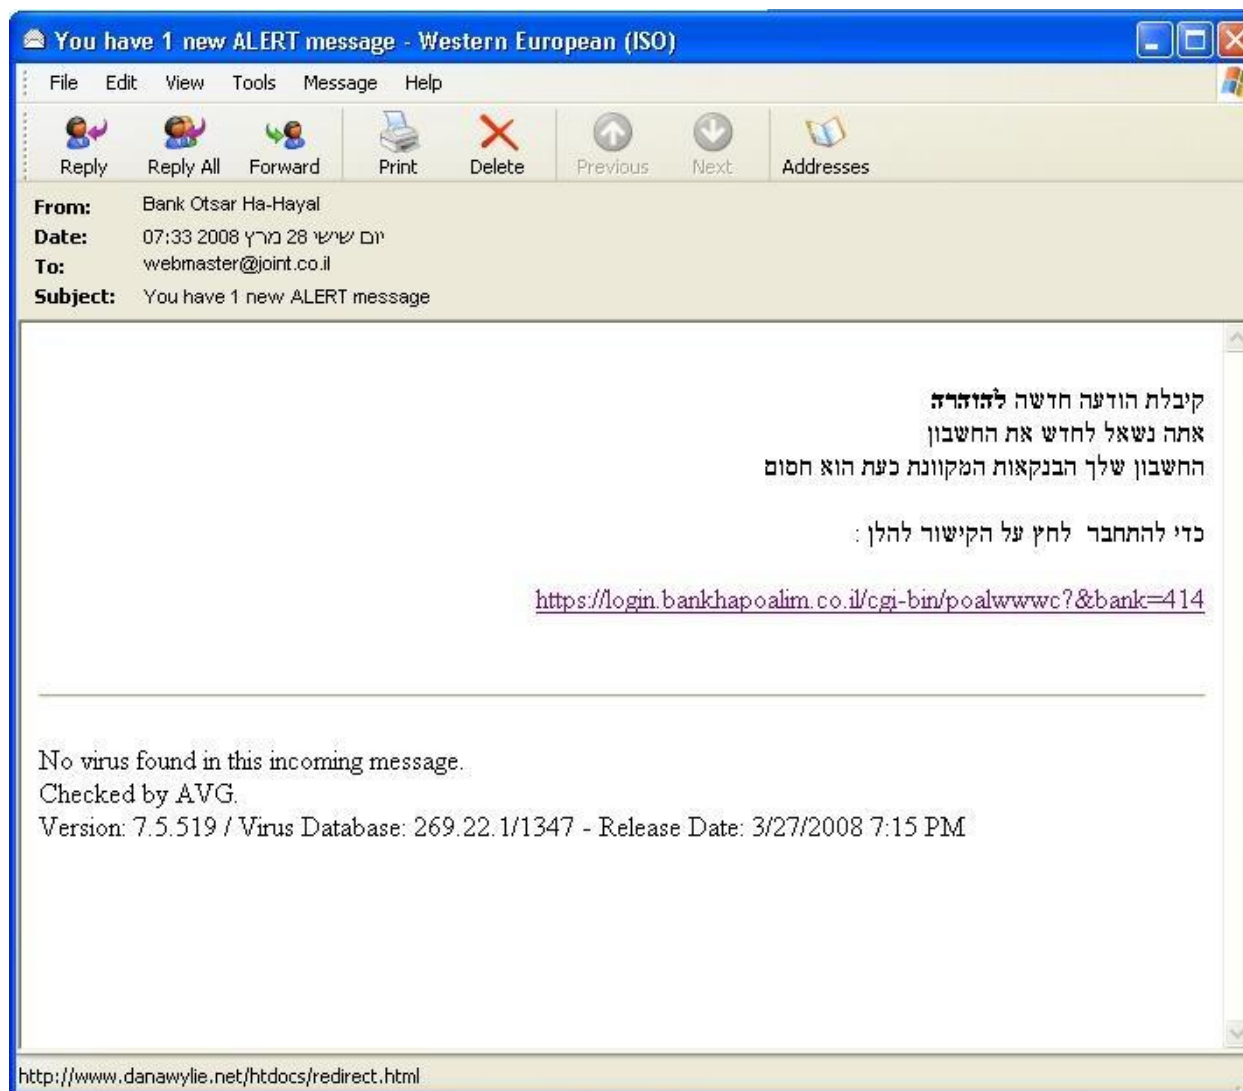 You have 1 new ALERT message - Western European (ISO)
File Edit View Tools Message Help
Reply Reply All Forward Print Delete Previous Next Addresses
From: Bank Otsar Ha-Hayal
Date: יום שישי 28 מרץ 2008 07:33
To: webmaster@joint.co.il
Subject: You have 1 new ALERT message
קיבלת הודעה חדשה להזהרה
אתה נשאל לחדש את החשבון
החשבון שלך הבנקאות המקוונת כעת הוא חסום
כדי להתחבר לחץ על הקישור להלן :
https://login.bankhapoalim.co.il/cgi-bin/poalwwwc?&bank=414
No virus found in this incoming message.
Checked by AVG.
Version: 7.5.519 / Virus Database: 269.22.1/1347 - Release Date: 3/27/2008 7:15 PM
http://www.danawylie.net/htdocs/redirect.html